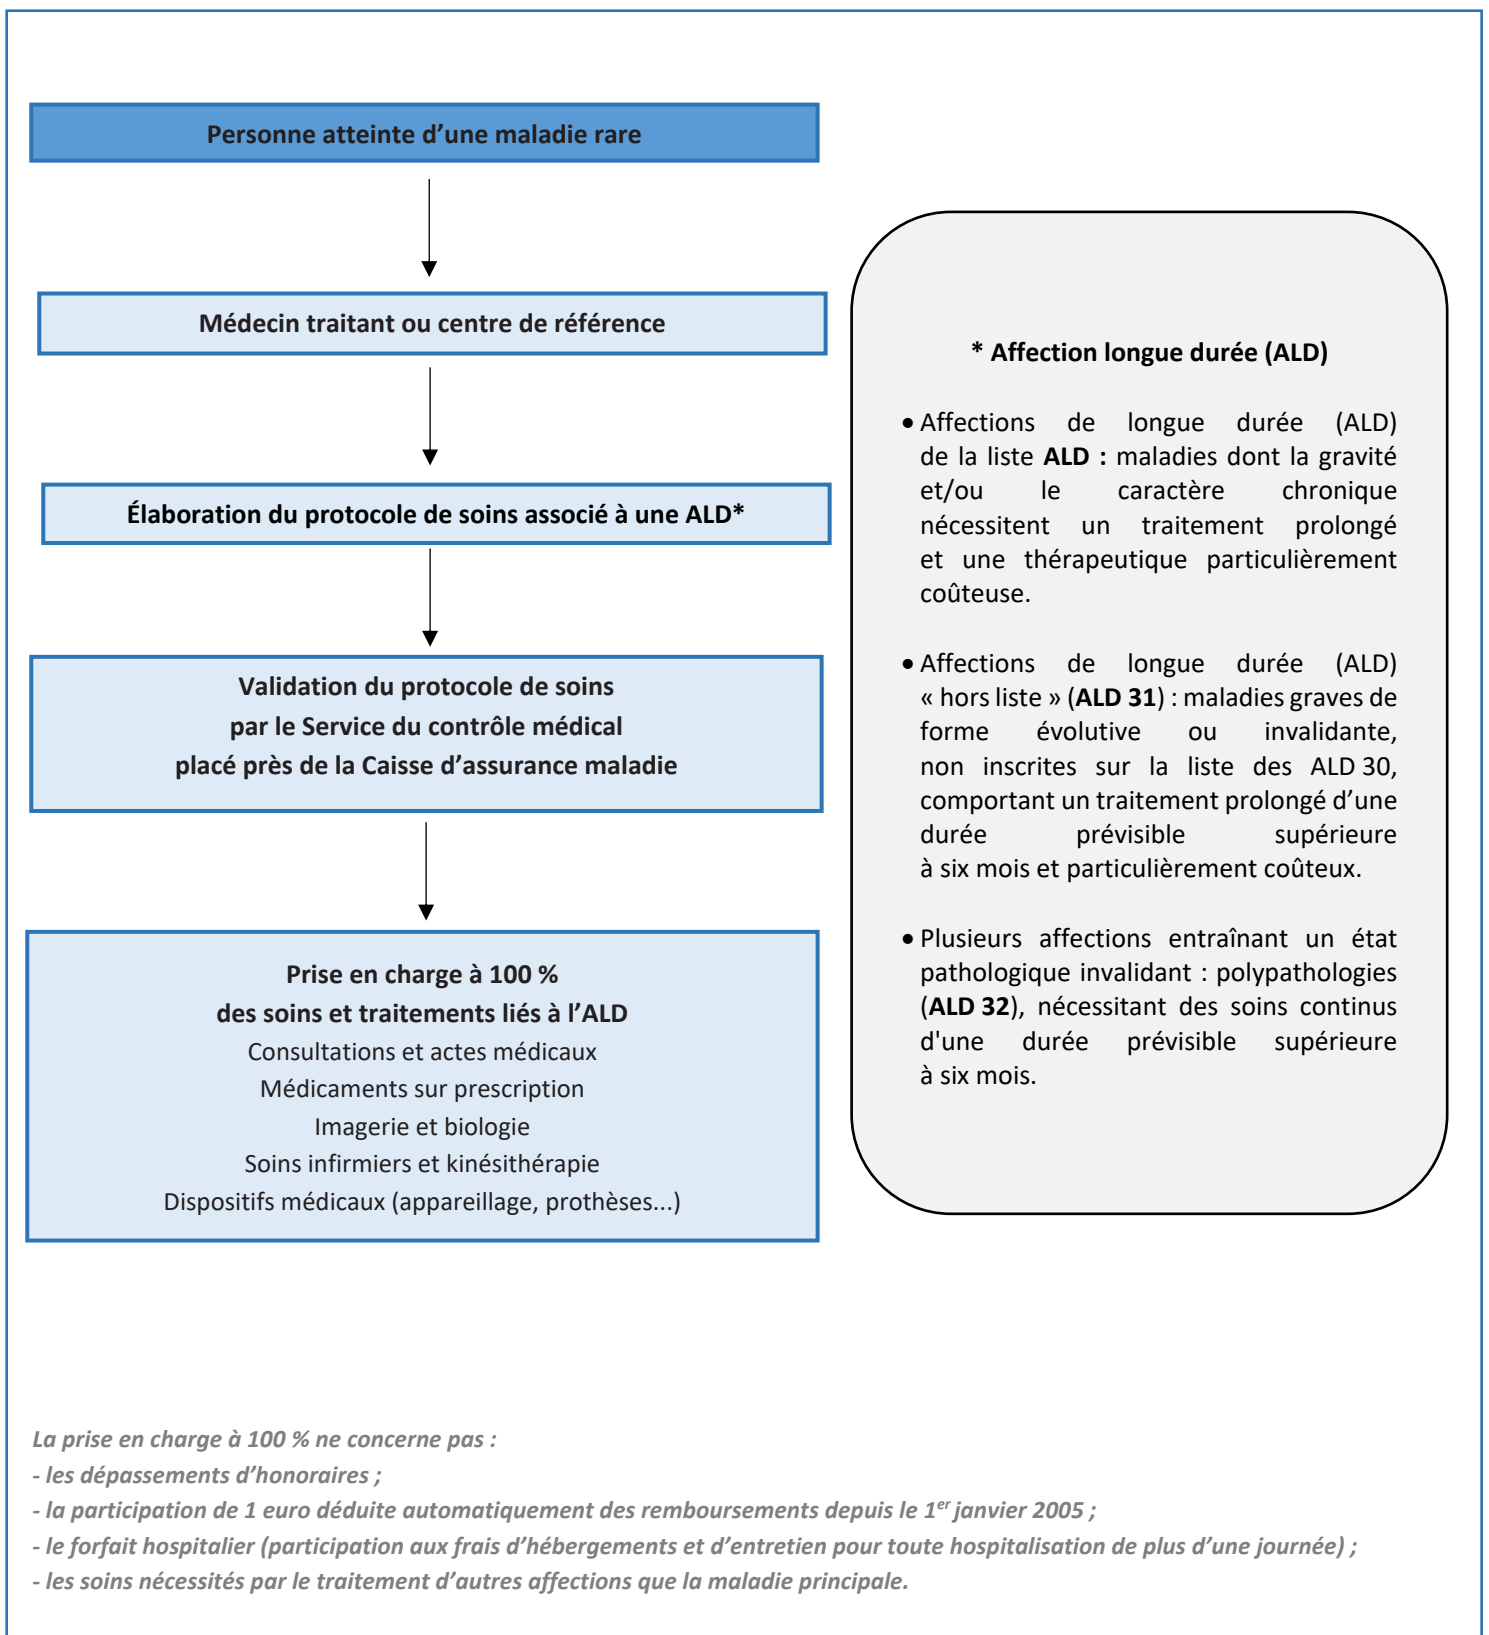 Personne atteinte d’une maladie rare
Médecin traitant ou centre de référence
Élaboration du protocole de soins associé à une ALD*
Validation du protocole de soins
par le Service du contrôle médical
placé près de la Caisse d’assurance maladie
Prise en charge à 100 %
des soins et traitements liés à l’ALD
Consultations et actes médicaux
Médicaments sur prescription
Imagerie et biologie
Soins infirmiers et kinésithérapie
Dispositifs médicaux (appareillage, prothèses...)
* Affection longue durée (ALD)
• Affections de longue durée (ALD)
de la liste ALD : maladies dont la gravité
et/ou le caractère chronique
nécessitent un traitement prolongé
et une thérapeutique particulièrement
coûteuse.
• Affections de longue durée (ALD)
« hors liste » (ALD 31) : maladies graves de
forme évolutive ou invalidante,
non inscrites sur la liste des ALD 30,
comportant un traitement prolongé d’une
durée prévisible supérieure
à six mois et particulièrement coûteux.
• Plusieurs affections entraînant un état
pathologique invalidant : polypathologies
(ALD 32), nécessitant des soins continus
d'une durée prévisible supérieure
à six mois.
La prise en charge à 100 % ne concerne pas :
- les dépassements d’honoraires ;
- la participation de 1 euro déduite automatiquement des remboursements depuis le 1er janvier 2005 ;
- le forfait hospitalier (participation aux frais d’hébergements et d’entretien pour toute hospitalisation de plus d’une journée) ;
- les soins nécessités par le traitement d’autres affections que la maladie principale.